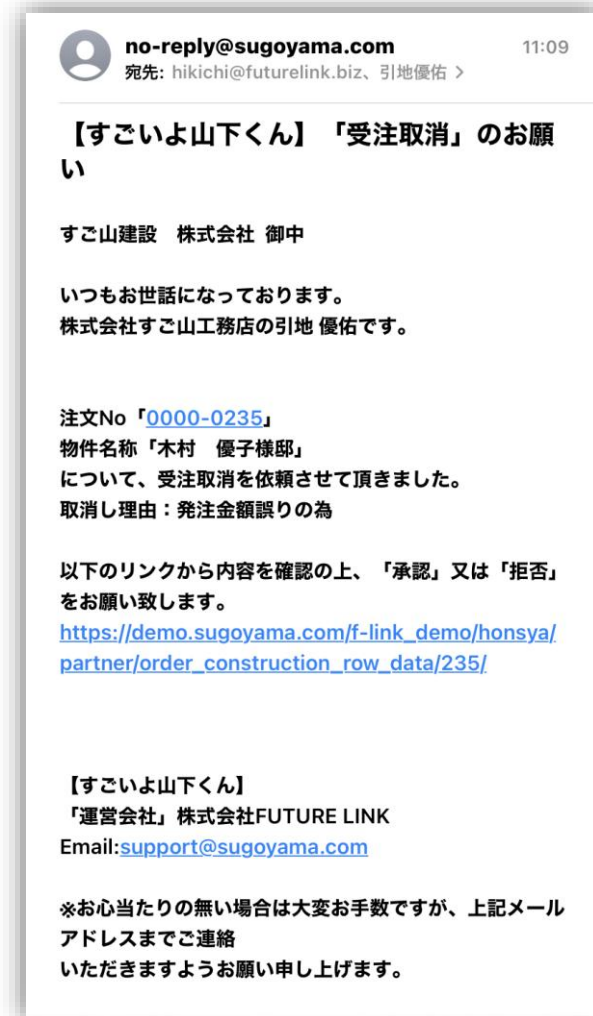 no-reply@sugoyama.com 11:09
宛先: hikichi@futurelink.biz、引地優佑 >
【すごいよ山下くん】「受注取消」のお願
い
すご山建設　株式会社 御中
いつもお世話になっております。
株式会社すご山工務店の引地 優佑です。
注文No「0000-0235」
物件名称「木村　優子様邸」
について、受注取消を依頼させて頂きました。
取消し理由：発注金額誤りの為
以下のリンクから内容を確認の上、「承認」又は「拒否」
をお願い致します。
https://demo.sugoyama.com/f-link_demo/honsya/
partner/order_construction_row_data/235/
【すごいよ山下くん】
「運営会社」株式会社FUTURE LINK
Email:support@sugoyama.com
※お心当たりの無い場合は大変お手数ですが、上記メール
アドレスまでご連絡
いただきますようお願い申し上げます。